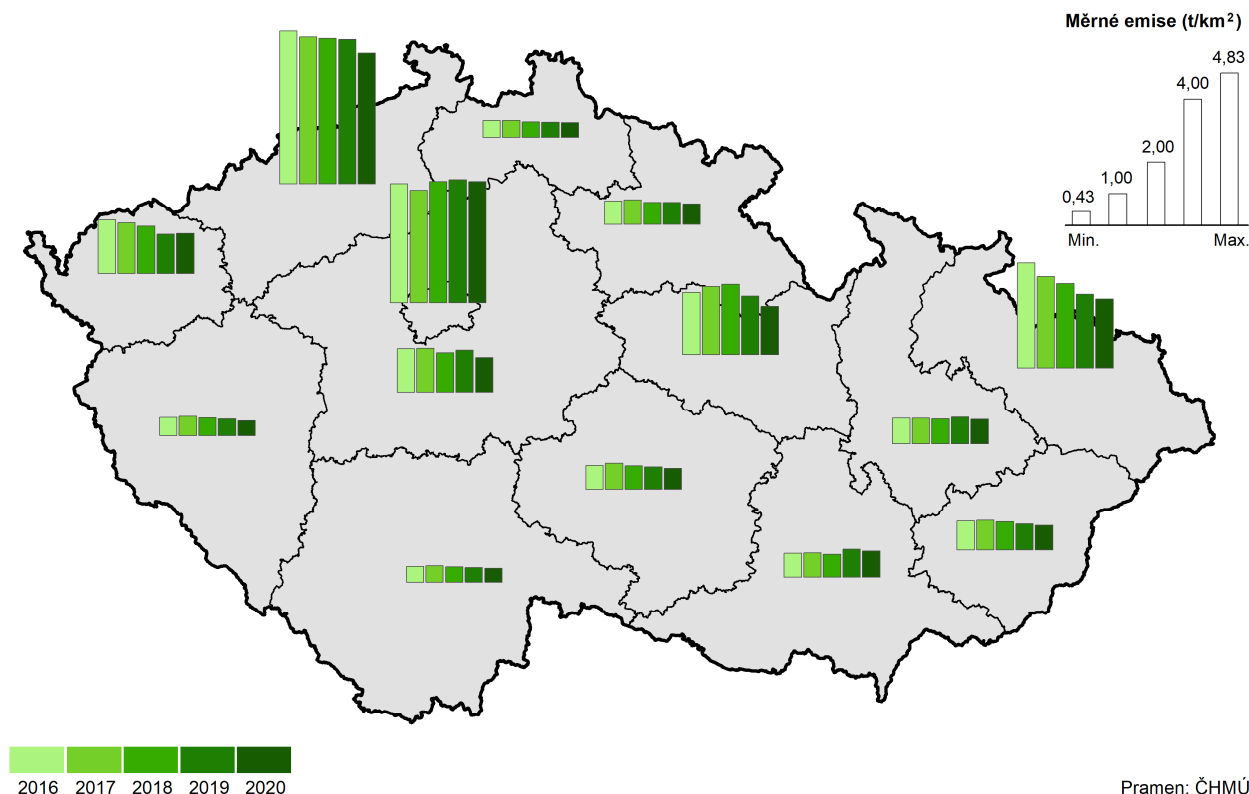 Měrné emise (t/km²)
4,83
4,00
2,00
1,00
0,43
Min.
Max.
2016 2017 2018 2019 2020
Pramen: ČHMÚ